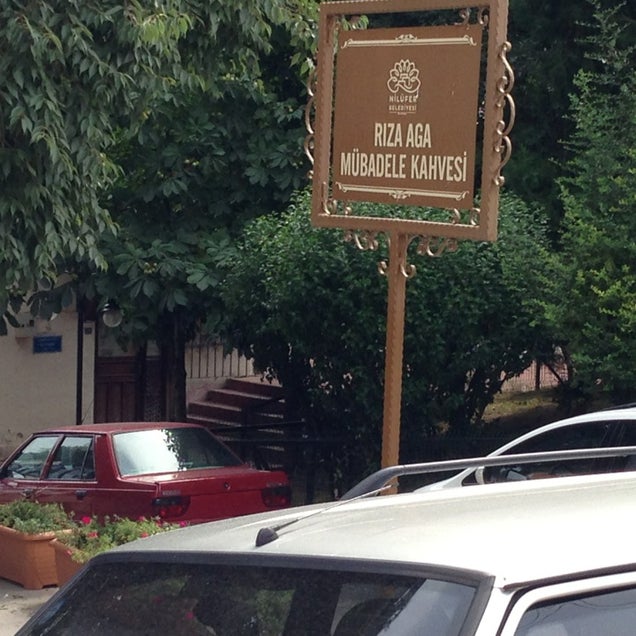 NİLÜFER
BELEDİYESİ
RIZA AGA
MÜBADELE KAHVESİ